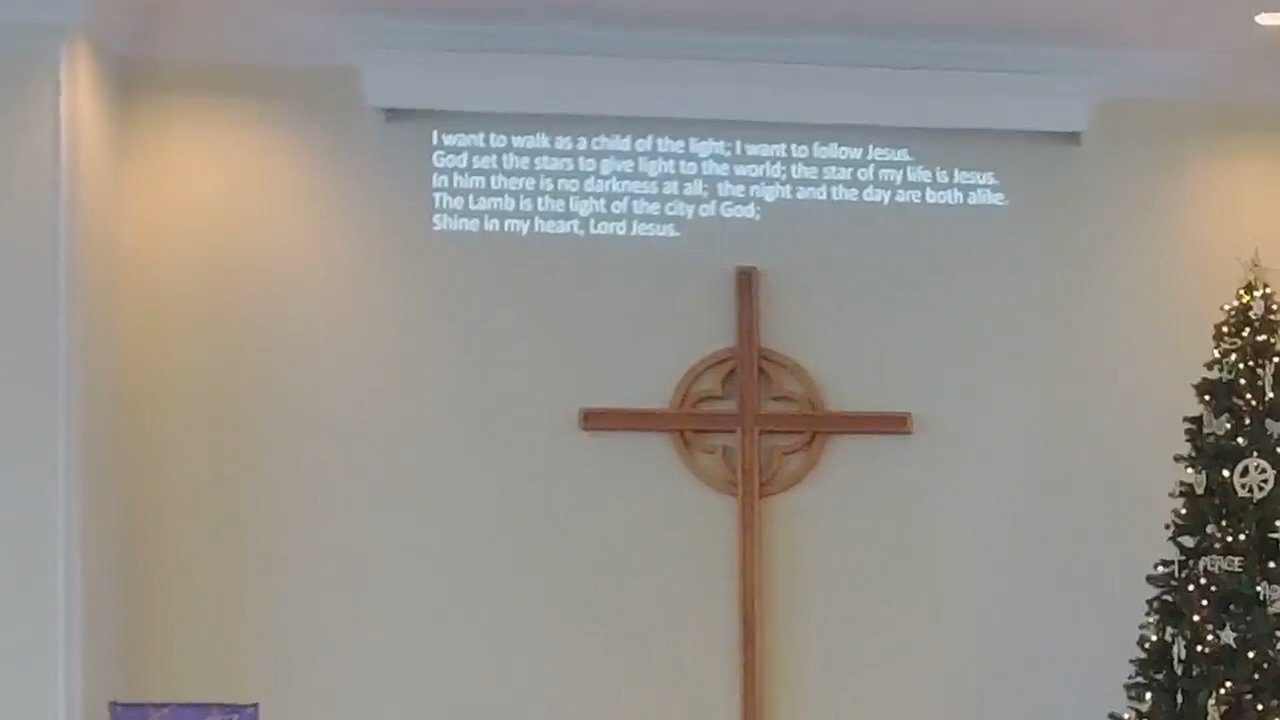 I want to walk as a child of the light; I want to follow Jesus.
God set the stars to give light to the world; the star of my life is Jesus.
In him there is no darkness at all; the night and the day are both alike.
The Lamb is the light of the city of God;
Shine in my heart, Lord Jesus.
PEACE